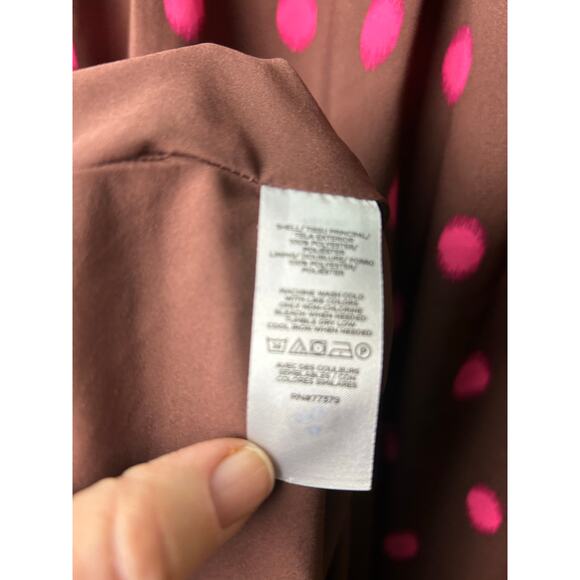 SHELL/ TISSU PRINCIPAL/
TELA EXTERIOR
100% POLYESTER/
POLIÉSTER
LINING/ DOUBLURE/ FORRO
100% POLYESTER/
POLIÉSTER
MACHINE WASH COLD
WITH LIKE COLORS
ONLY NON-CHLORINE
BLEACH WHEN NEEDED
TUMBLE DRY LOW
COOL IRON WHEN NEEDED
P
AVEC DES COULEURS
SEMBLABLES / CON
COLORES SIMILARES
RN#77379